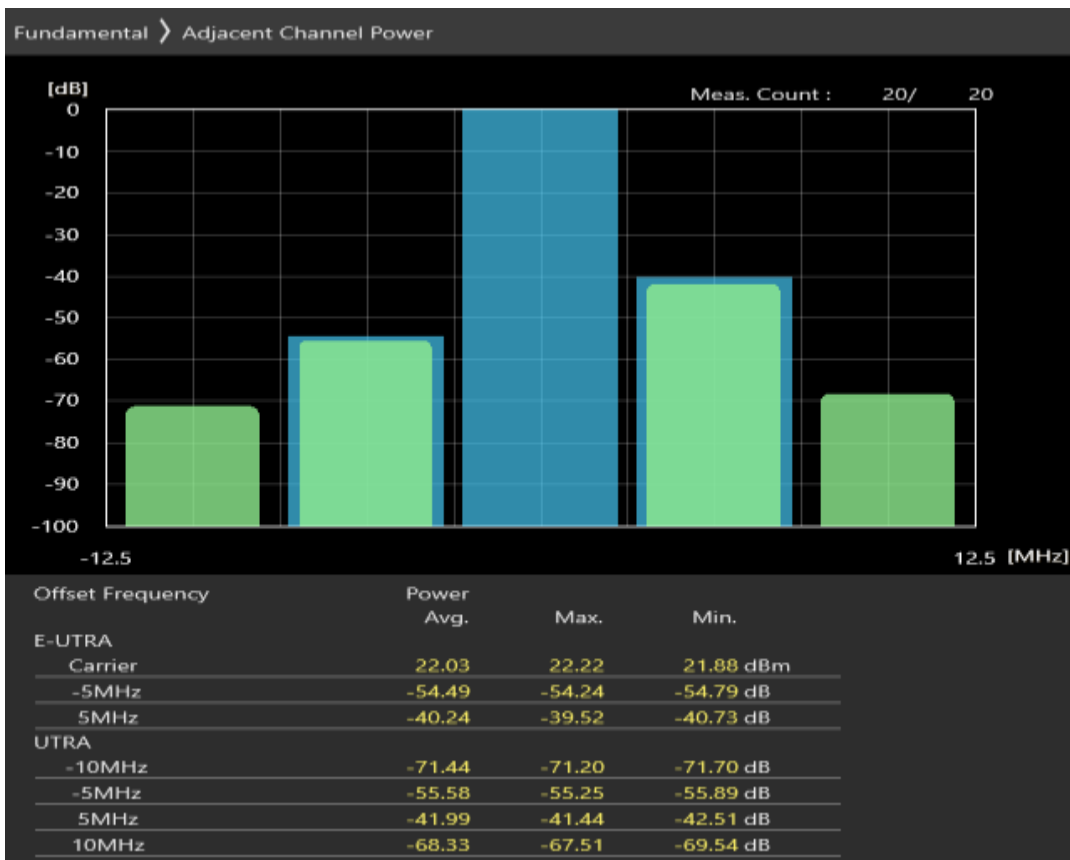 Fundamental 〉 Adjacent Channel Power
[dB]
Meas. Count : 20/ 20
0
-10
-20
-30
-40
-50
-60
-70
-80
-90
-100
-12.5 12.5 [MHz]
Offset Frequency Power
Avg. Max. Min.
E-UTRA
Carrier 22.03 22.22 21.88 dBm
-5MHz -54.49 -54.24 -54.79 dB
5MHz -40.24 -39.52 -40.73 dB
UTRA
-10MHz -71.44 -71.20 -71.70 dB
-5MHz -55.58 -55.25 -55.89 dB
5MHz -41.99 -41.44 -42.51 dB
10MHz -68.33 -67.51 -69.54 dB